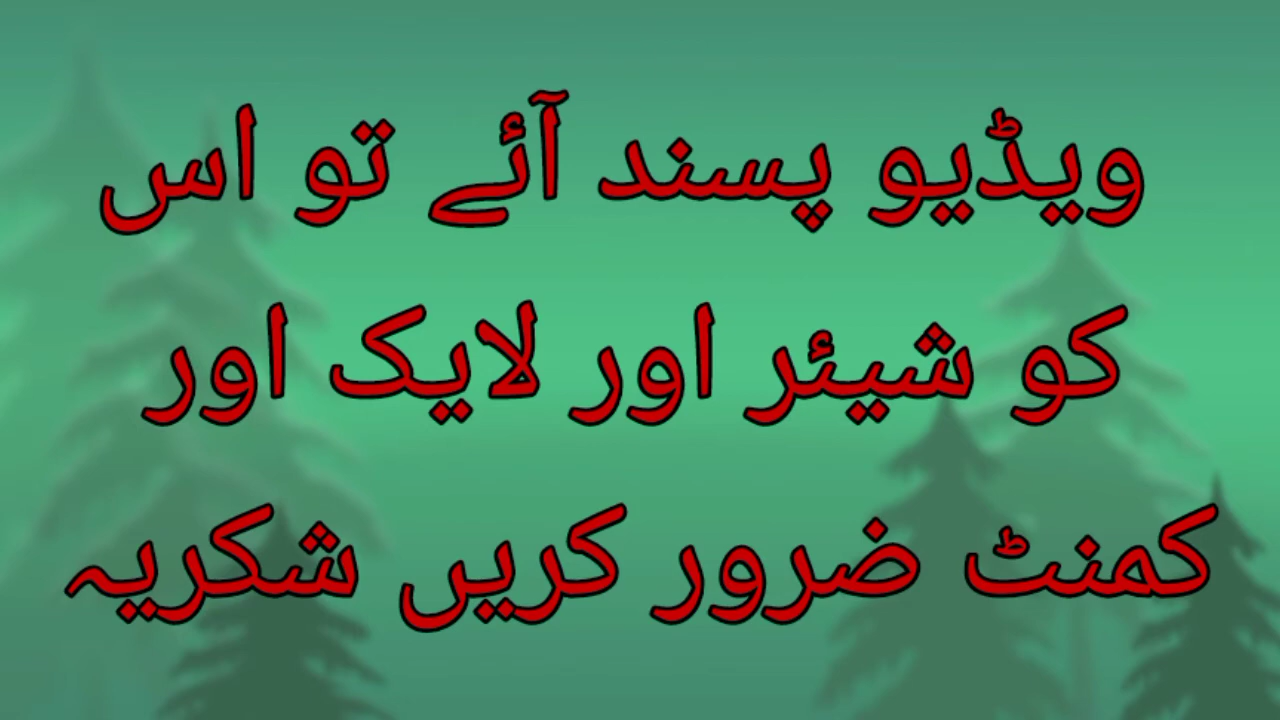 ویڈیو پسند آئے تو اس
کو شیئر اور لایک اور
کمنٹ ضرور کریں شکریہ